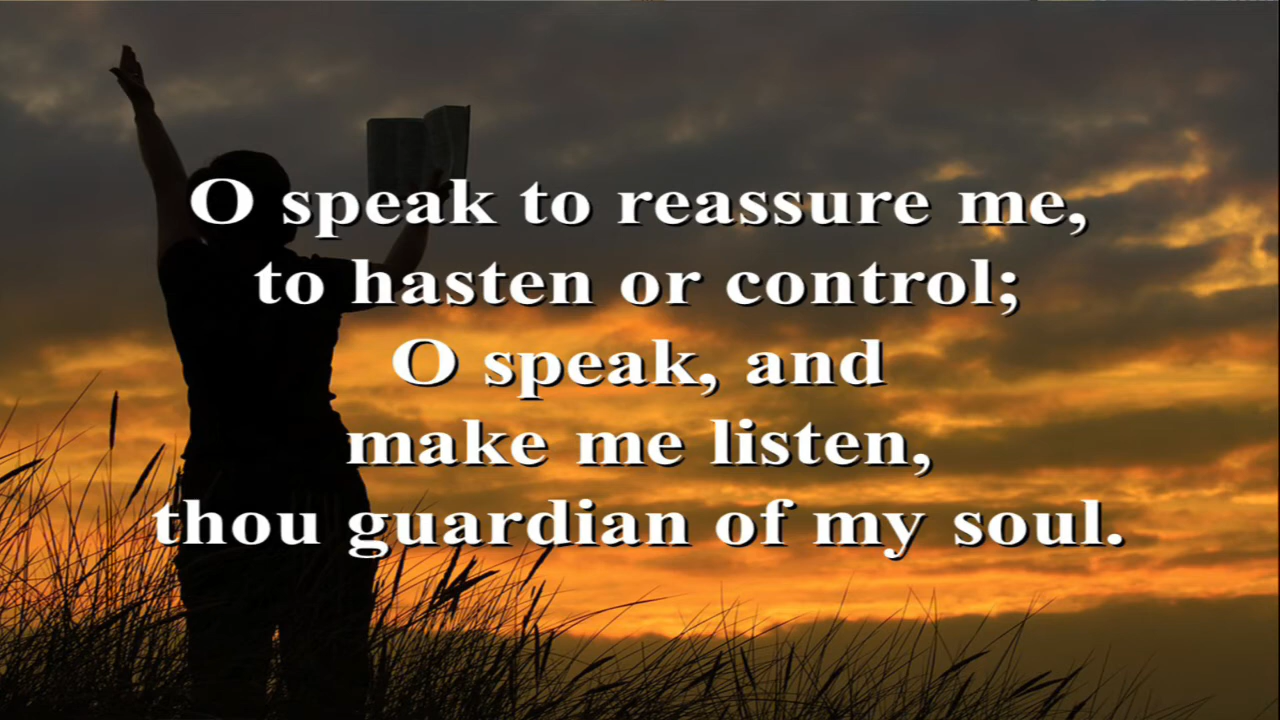 O speak to reassure me,
to hasten or control;
O speak, and
make me listen,
thou guardian of my soul.